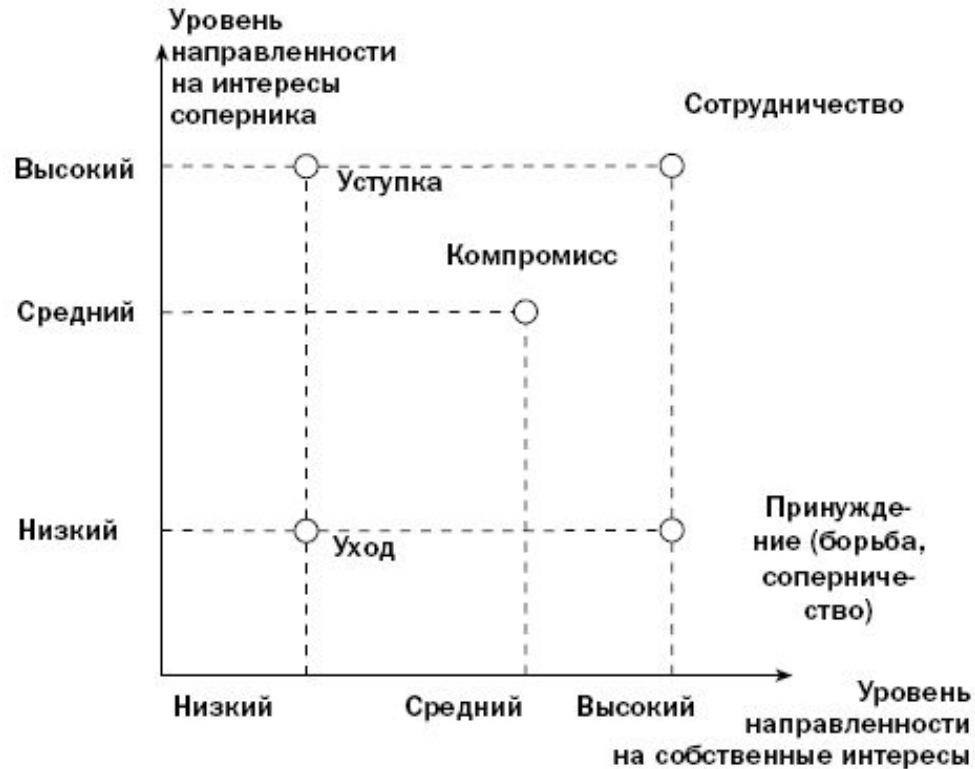 Уровень
направленности
на интересы
соперника
Сотрудничество
Высокий
Уступка
Компромисс
Средний
Принужде-
ние (борьба,
соперниче-
ство)
Низкий
Уход
Низкий
Средний
Высокий
Уровень
направленности
на собственные интересы